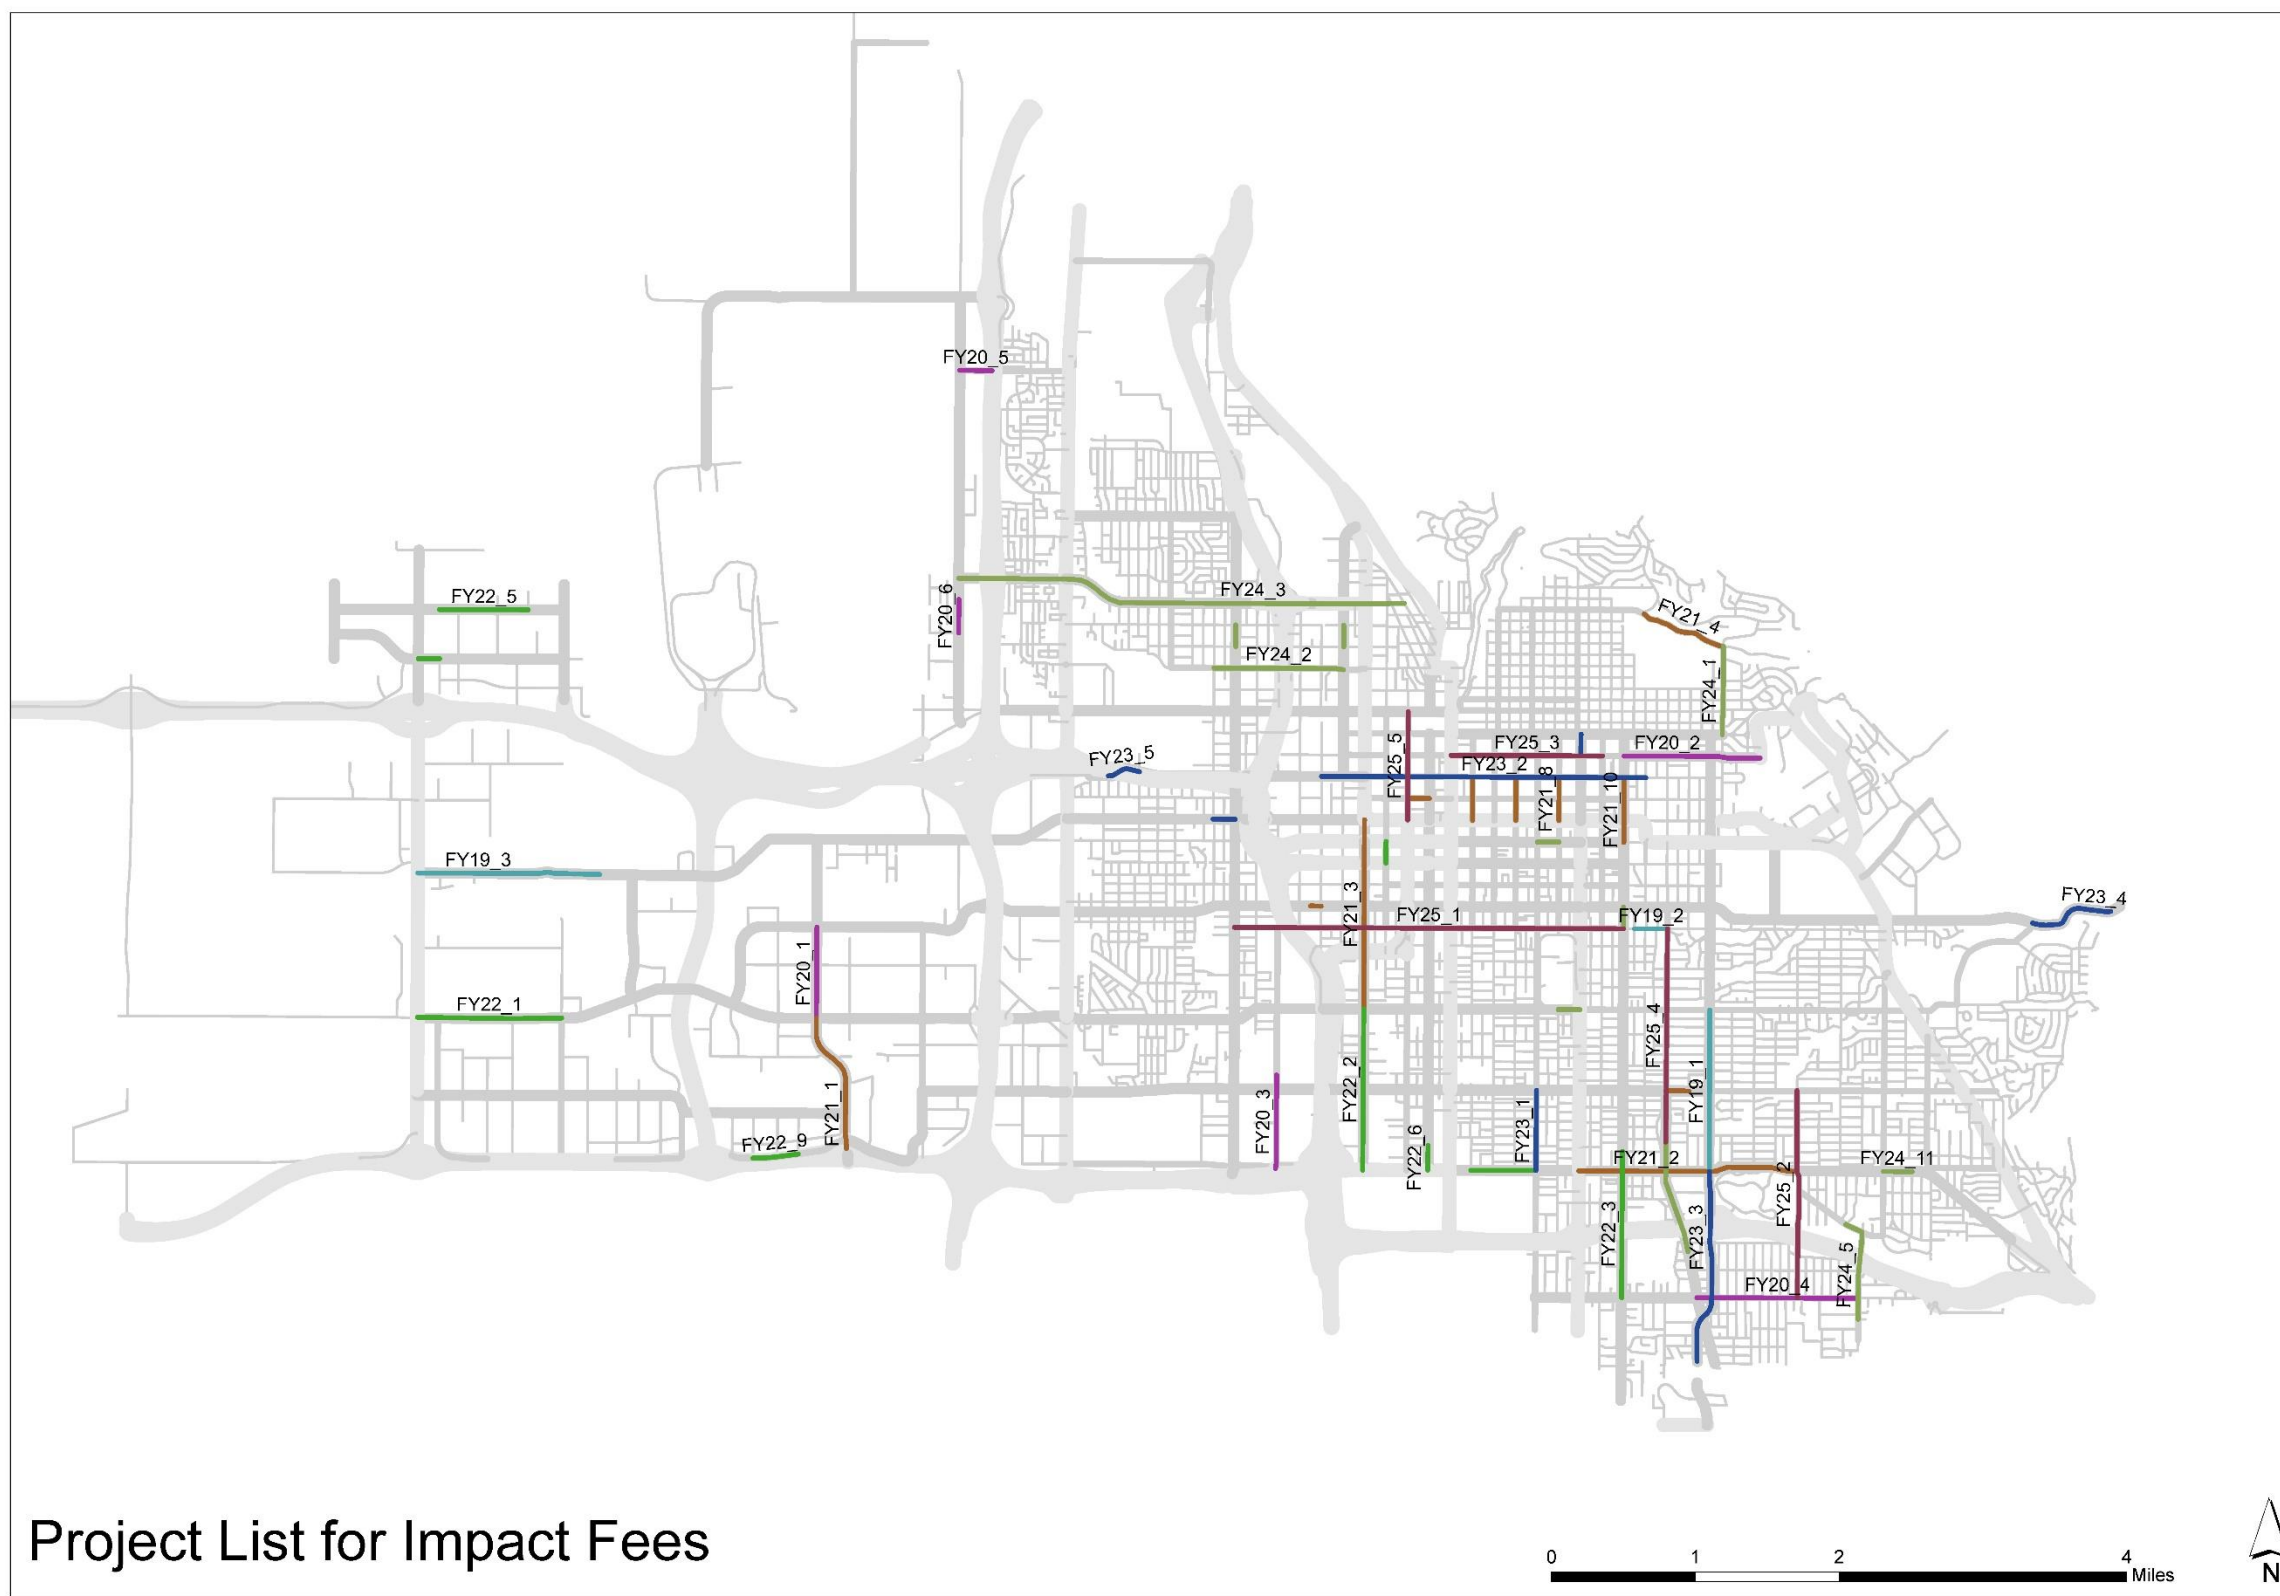 FY20_5
FY20_6
FY24_3
FY22_5
FY21_4
FY24_2
FY24_1
FY25_5
FY25_3
FY20_2
FY23_5
FY23_2
FY21_8
FY21_10
FY19_3
FY21_3
FY23_4
FY25_1
FY19_2
FY20_1
FY22_1
FY25_4
FY22_2
FY19_1
FY20_3
FY21_1
FY22_9
FY22_6
FY23_1
FY21_2
FY24_11
FY25_2
FY22_3
FY23_3
FY24_5
FY20_4
Project List for Impact Fees
0 1 2 4
Miles
N